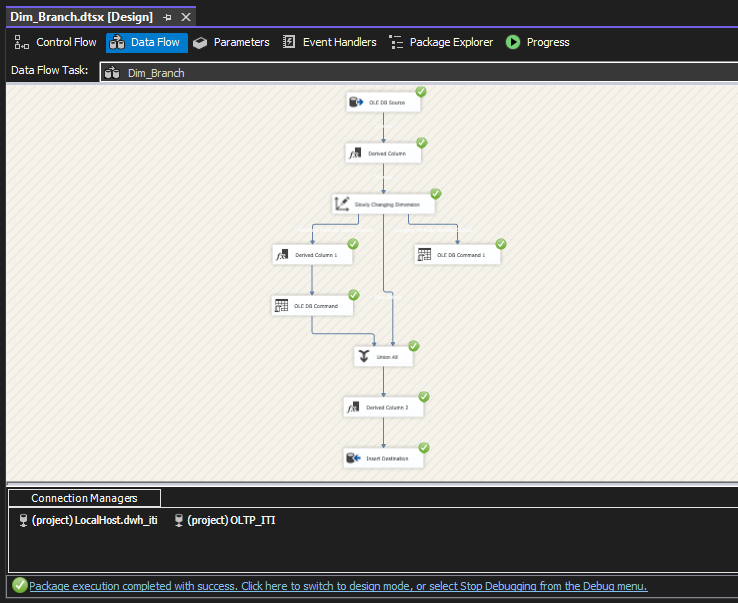 Dim_Branch.dtsx [Design]
Control Flow Data Flow Parameters Event Handlers Package Explorer Progress
Data Flow Task: Dim_Branch
OLE DB Source
Derived Column
Slowly Changing Dimension
Derived Column 1 OLE DB Command 1
OLE DB Command
Union All
Derived Column 2
Insert Destination
Connection Managers
(project) LocalHost.dwh_iti (project) OLTP_ITI
Package execution completed with success. Click here to switch to design mode, or select Stop Debugging from the Debug menu.